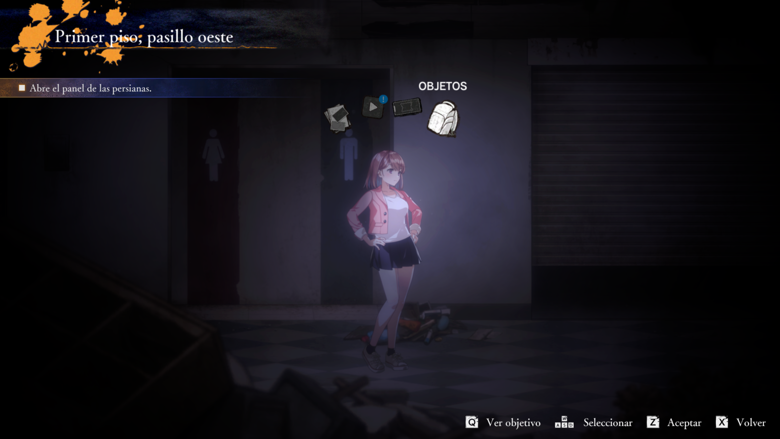 Primer piso, pasillo oeste
Abre el panel de las persianas.
OBJETOS
Q Ver objetivo
Seleccionar
Z Aceptar
X Volver